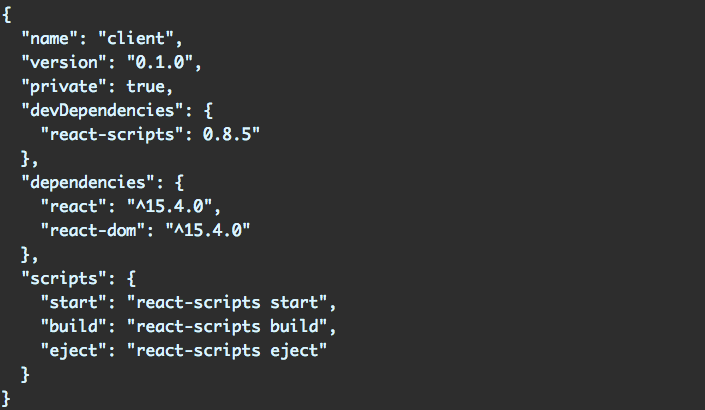 {
  "name": "client",
  "version": "0.1.0",
  "private": true,
  "devDependencies": {
    "react-scripts": 0.8.5"
  },
  "dependencies": {
    "react": "^15.4.0",
    "react-dom": "^15.4.0"
  },
  "scripts": {
    "start": "react-scripts start",
    "build": "react-scripts build",
    "eject": "react-scripts eject"
  }
}